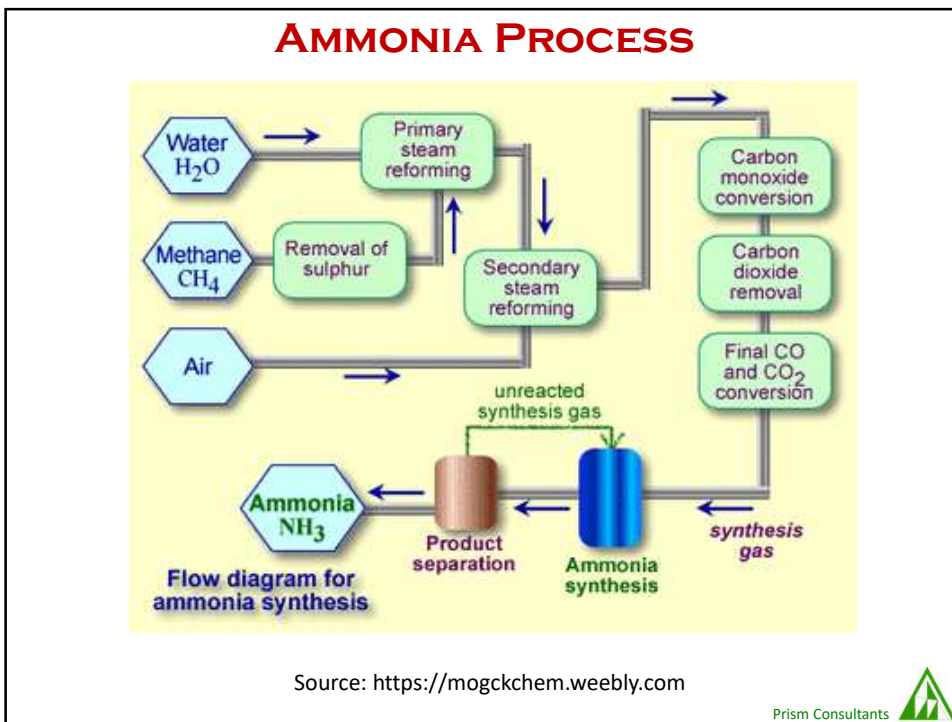 AMMONIA PROCESS
Water
H₂O
Primary
steam
reforming
Methane
CH₄
Removal of
sulphur
Air
Secondary
steam
reforming
Carbon
monoxide
conversion
Carbon
dioxide
removal
Final CO
and CO₂
conversion
unreacted
synthesis gas
synthesis
gas
Ammonia
synthesis
Product
separation
Ammonia
NH₃
Flow diagram for
ammonia synthesis
Source: https://mogckchem.weebly.com
Prism Consultants